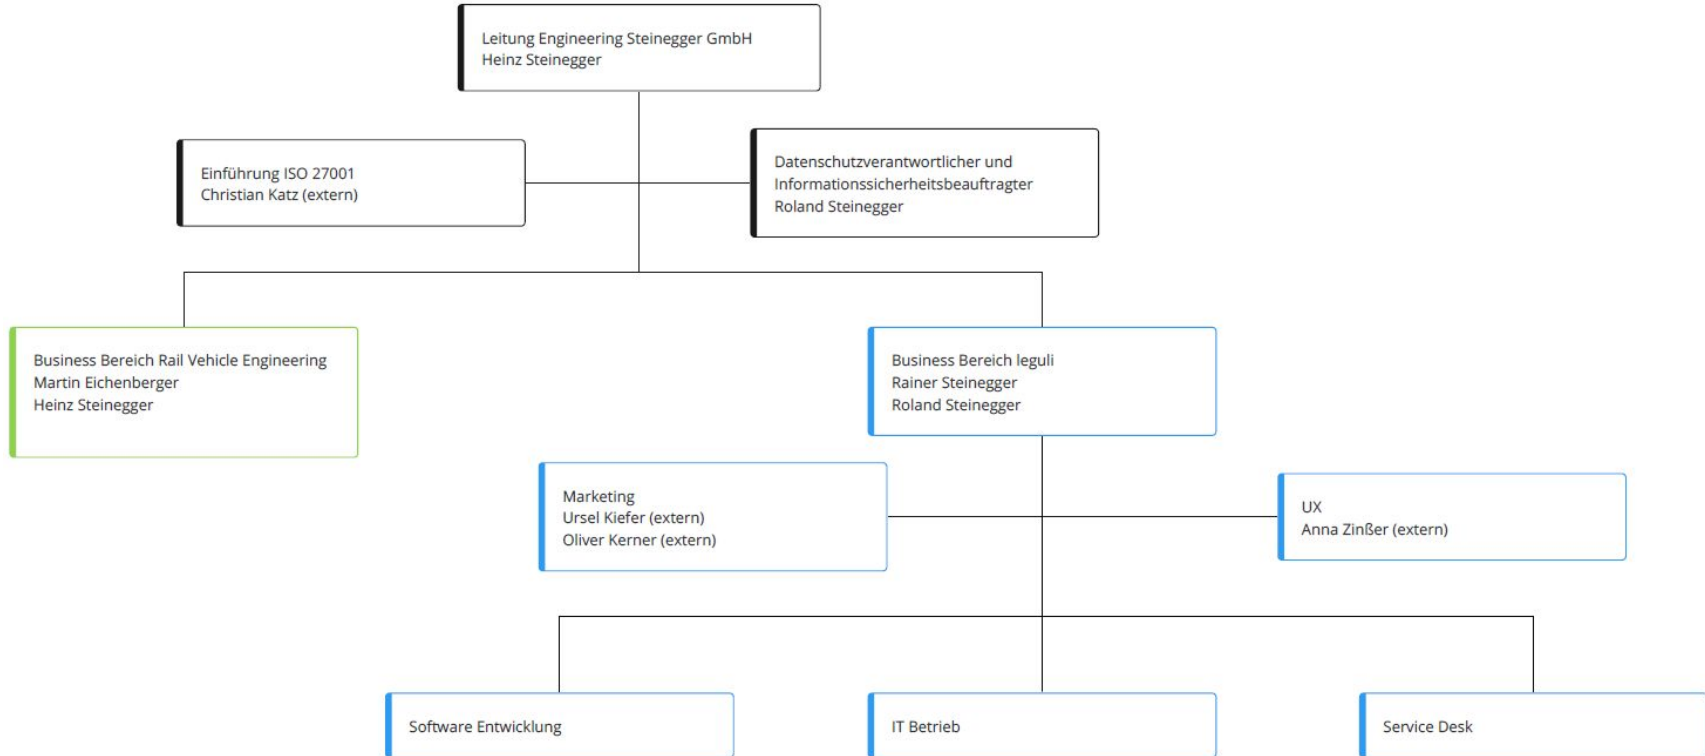 Leitung Engineering Steinegger GmbH
Heinz Steinegger
Einführung ISO 27001
Christian Katz (extern)
Datenschutzverantwortlicher und
Informationssicherheitsbeauftragter
Roland Steinegger
Business Bereich Rail Vehicle Engineering
Martin Eichenberger
Heinz Steinegger
Business Bereich leguli
Rainer Steinegger
Roland Steinegger
Marketing
Ursel Kiefer (extern)
Oliver Kerner (extern)
UX
Anna Zinßer (extern)
Software Entwicklung
IT Betrieb
Service Desk